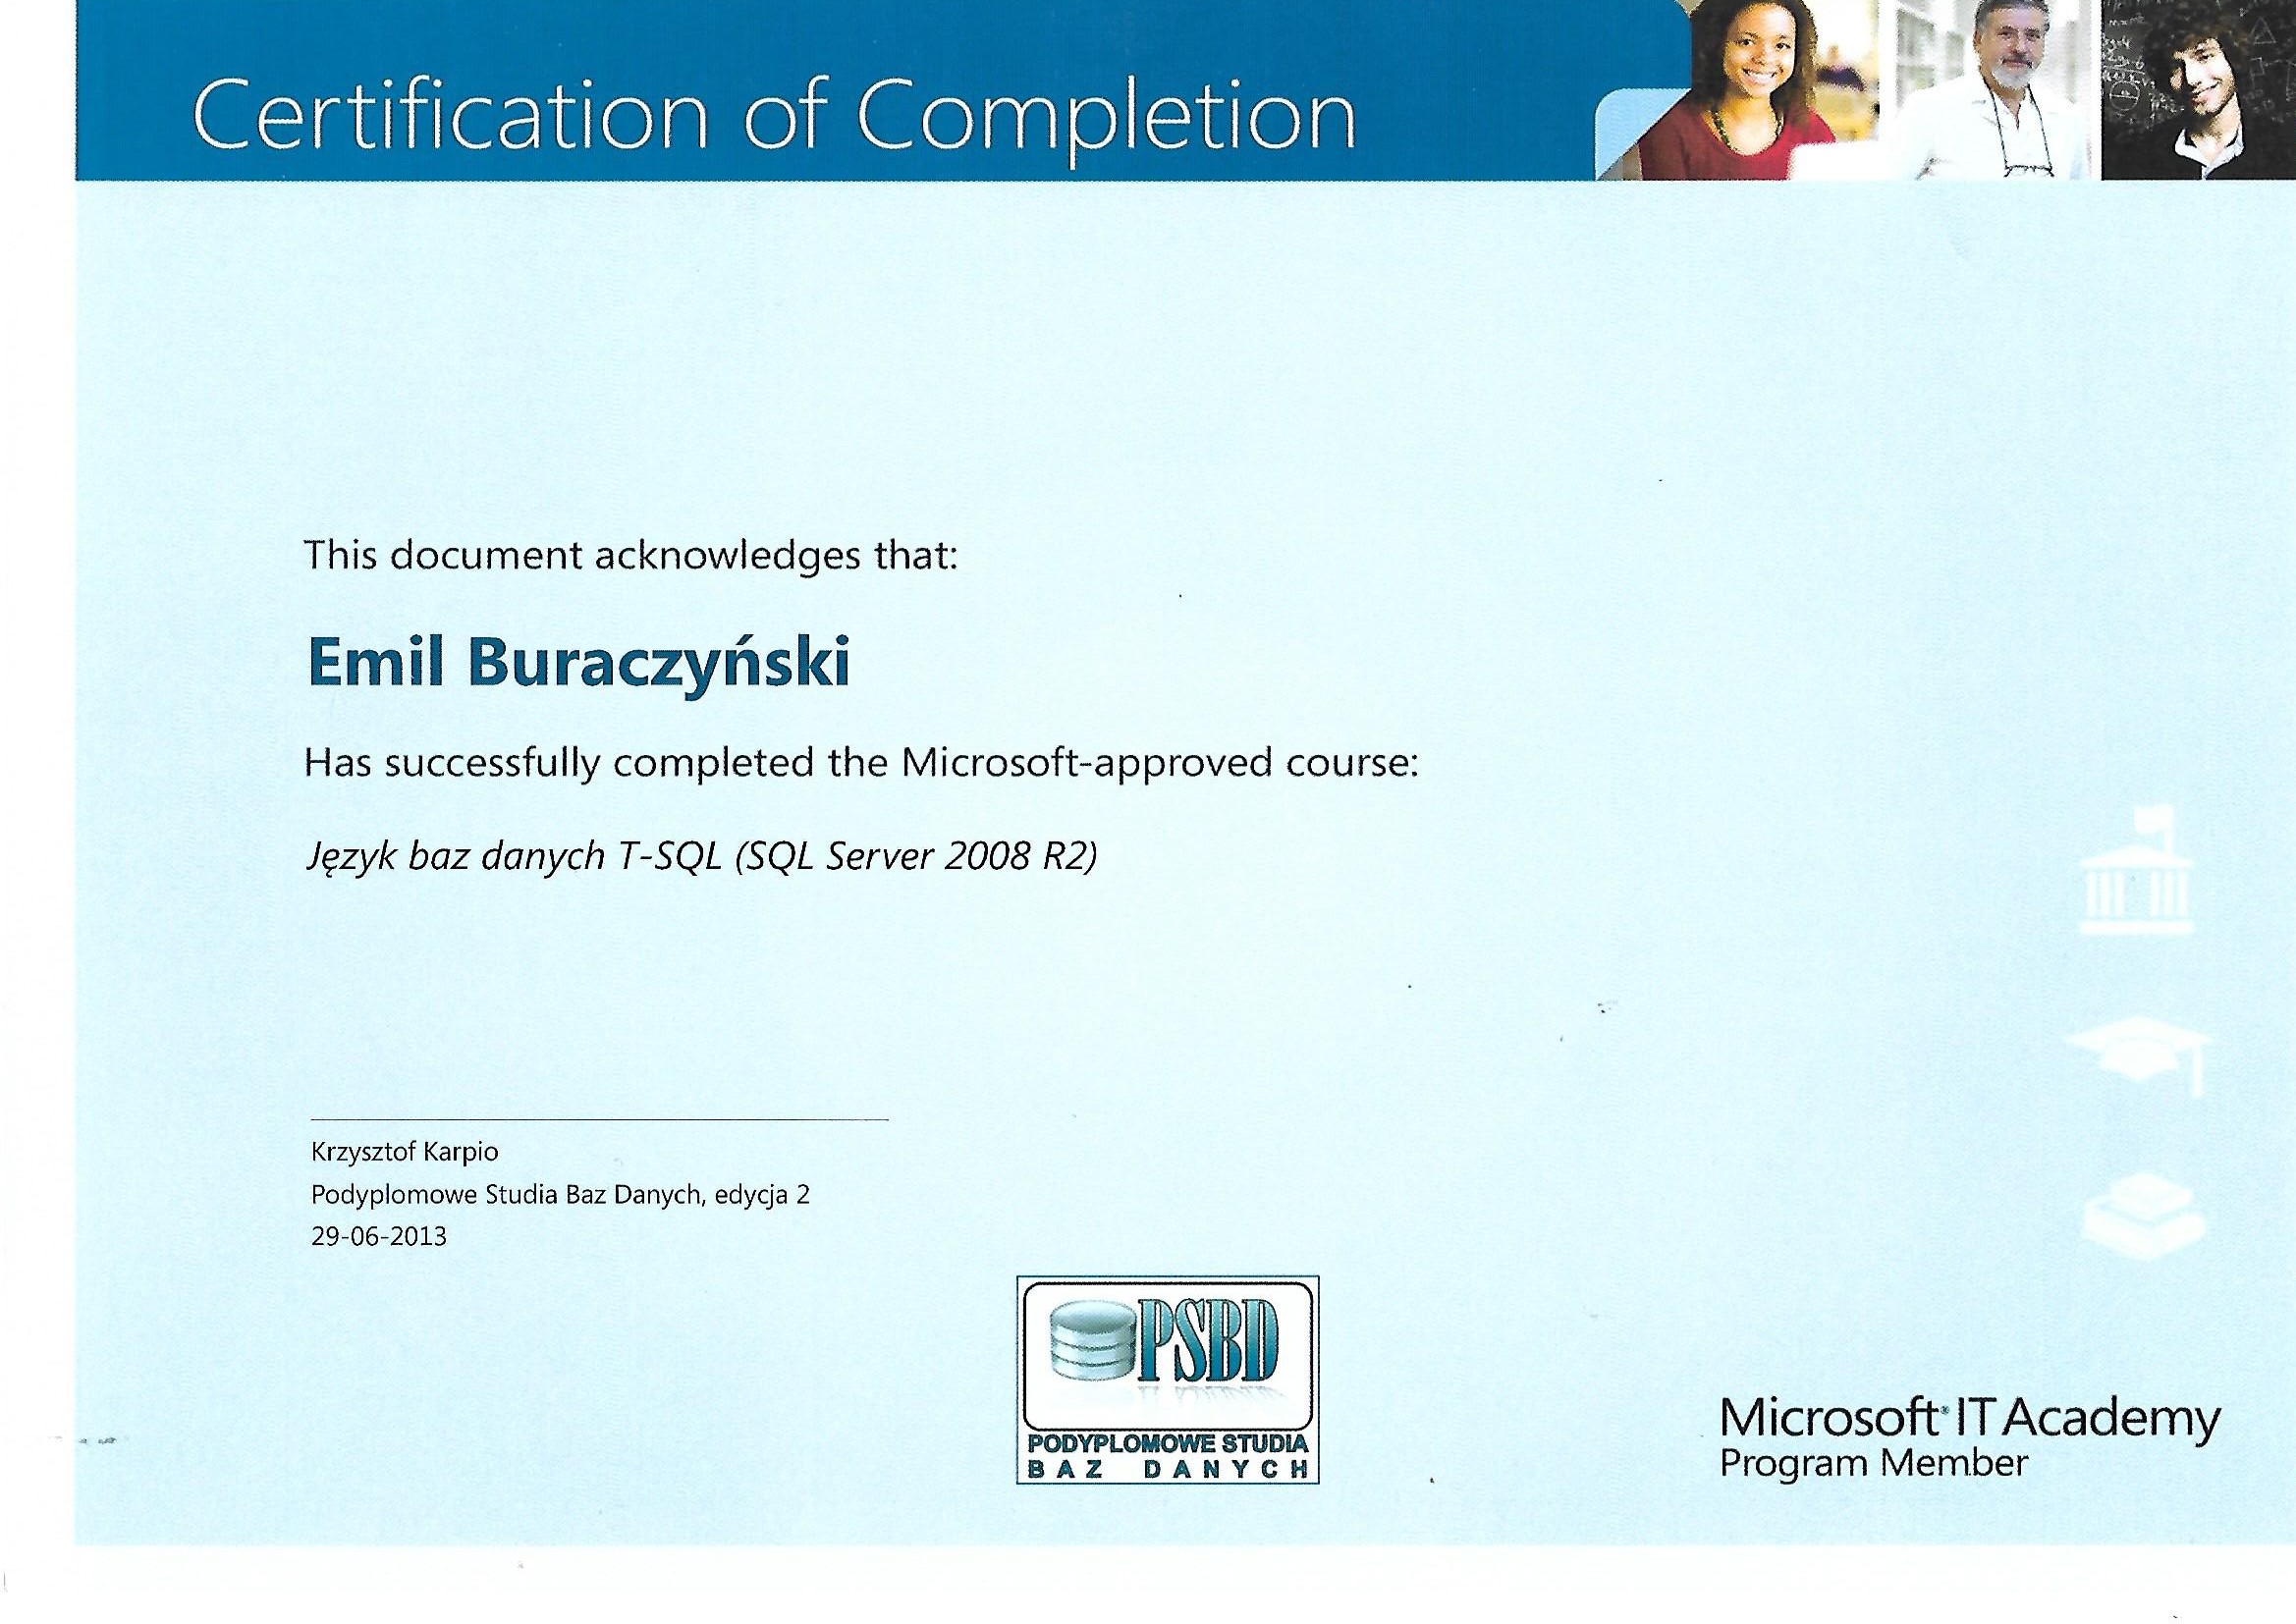 Certification of Completion
This document acknowledges that:
Emil Buraczyński
Has successfully completed the Microsoft-approved course:
Język baz danych T-SQL (SQL Server 2008 R2)
Krzysztof Karpio
Podyplomowe Studia Baz Danych, edycja 2
29-06-2013
PSBD
PODYPLOMOWE STUDIA
BAZ DANYCH
Microsoft® IT Academy
Program Member